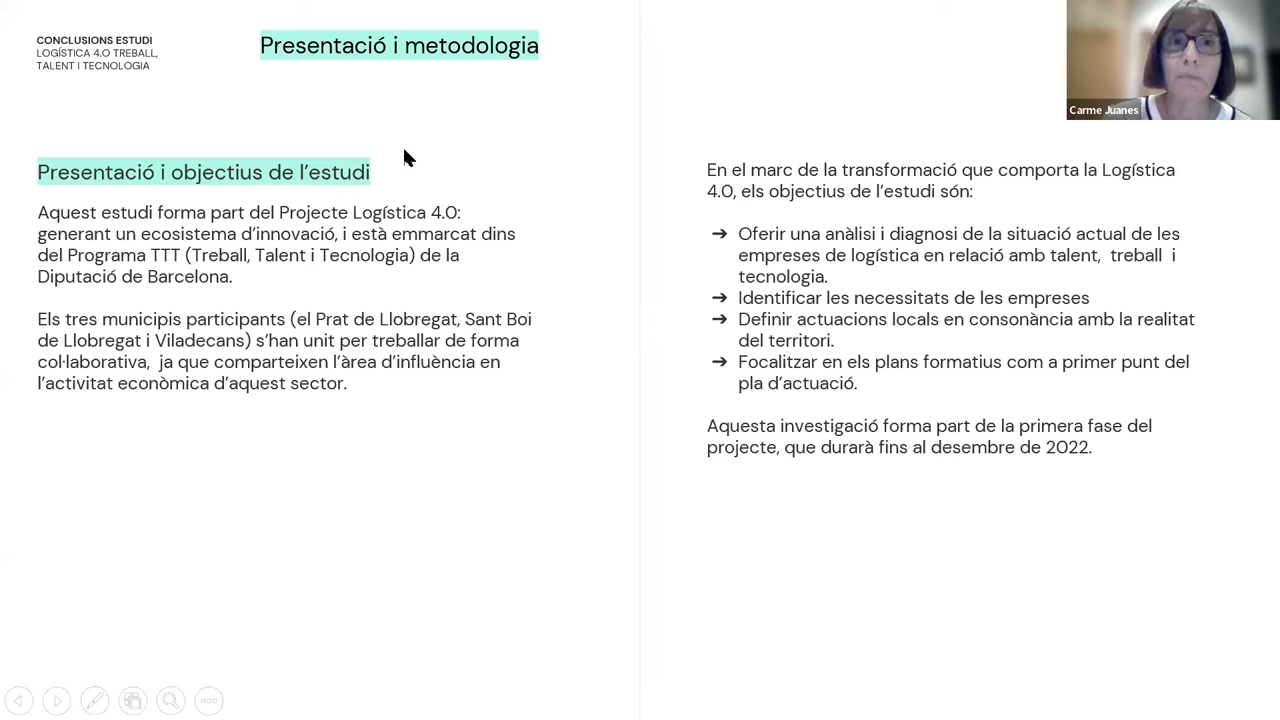 CONCLUSIONS ESTUDI
LOGÍSTICA 4.0 TREBALL,
TALENT I TECNOLOGIA
Presentació i metodologia
Carme Juanes
Presentació i objectius de l'estudi
Aquest estudi forma part del Projecte Logística 4.0:
generant un ecosistema d'innovació, i està emmarcat dins
del Programa TTT (Treball, Talent i Tecnologia) de la
Diputació de Barcelona.
Els tres municipis participants (el Prat de Llobregat, Sant Boi
de Llobregat i Viladecans) s'han unit per treballar de forma
col·laborativa, ja que comparteixen l'àrea d'influència en
l'activitat econòmica d'aquest sector.
En el marc de la transformació que comporta la Logística
4.0, els objectius de l'estudi són:
➔ Oferir una anàlisi i diagnosi de la situació actual de les
empreses de logística en relació amb talent, treball i
tecnologia.
➔ Identificar les necessitats de les empreses
➔ Definir actuacions locals en consonància amb la realitat
del territori.
➔ Focalitzar en els plans formatius com a primer punt del
pla d'actuació.
Aquesta investigació forma part de la primera fase del
projecte, que durarà fins al desembre de 2022.